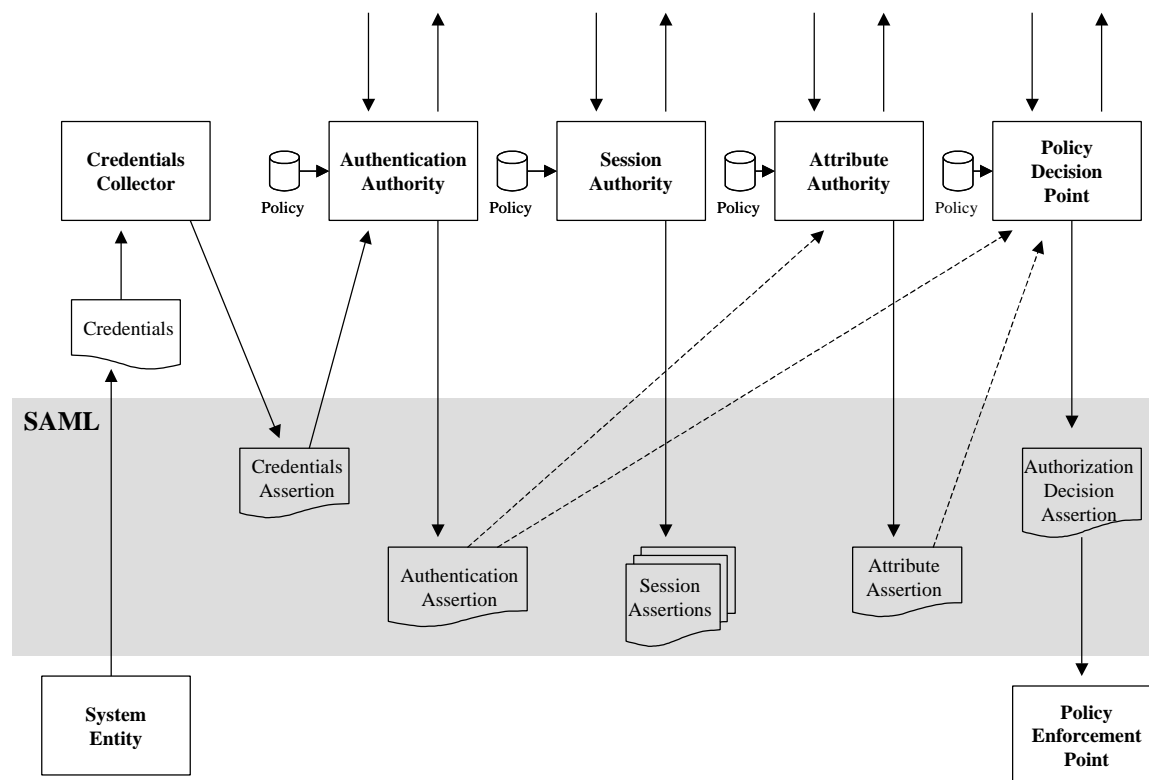 Credentials
Collector
Authentication
Authority
Session
Authority
Attribute
Authority
Policy
Decision
Point
Policy
Policy
Policy
Policy
Credentials
SAML
Credentials
Assertion
Authorization
Decision
Assertion
Authentication
Assertion
Session
Assertions
Attribute
Assertion
System
Entity
Policy
Enforcement
Point